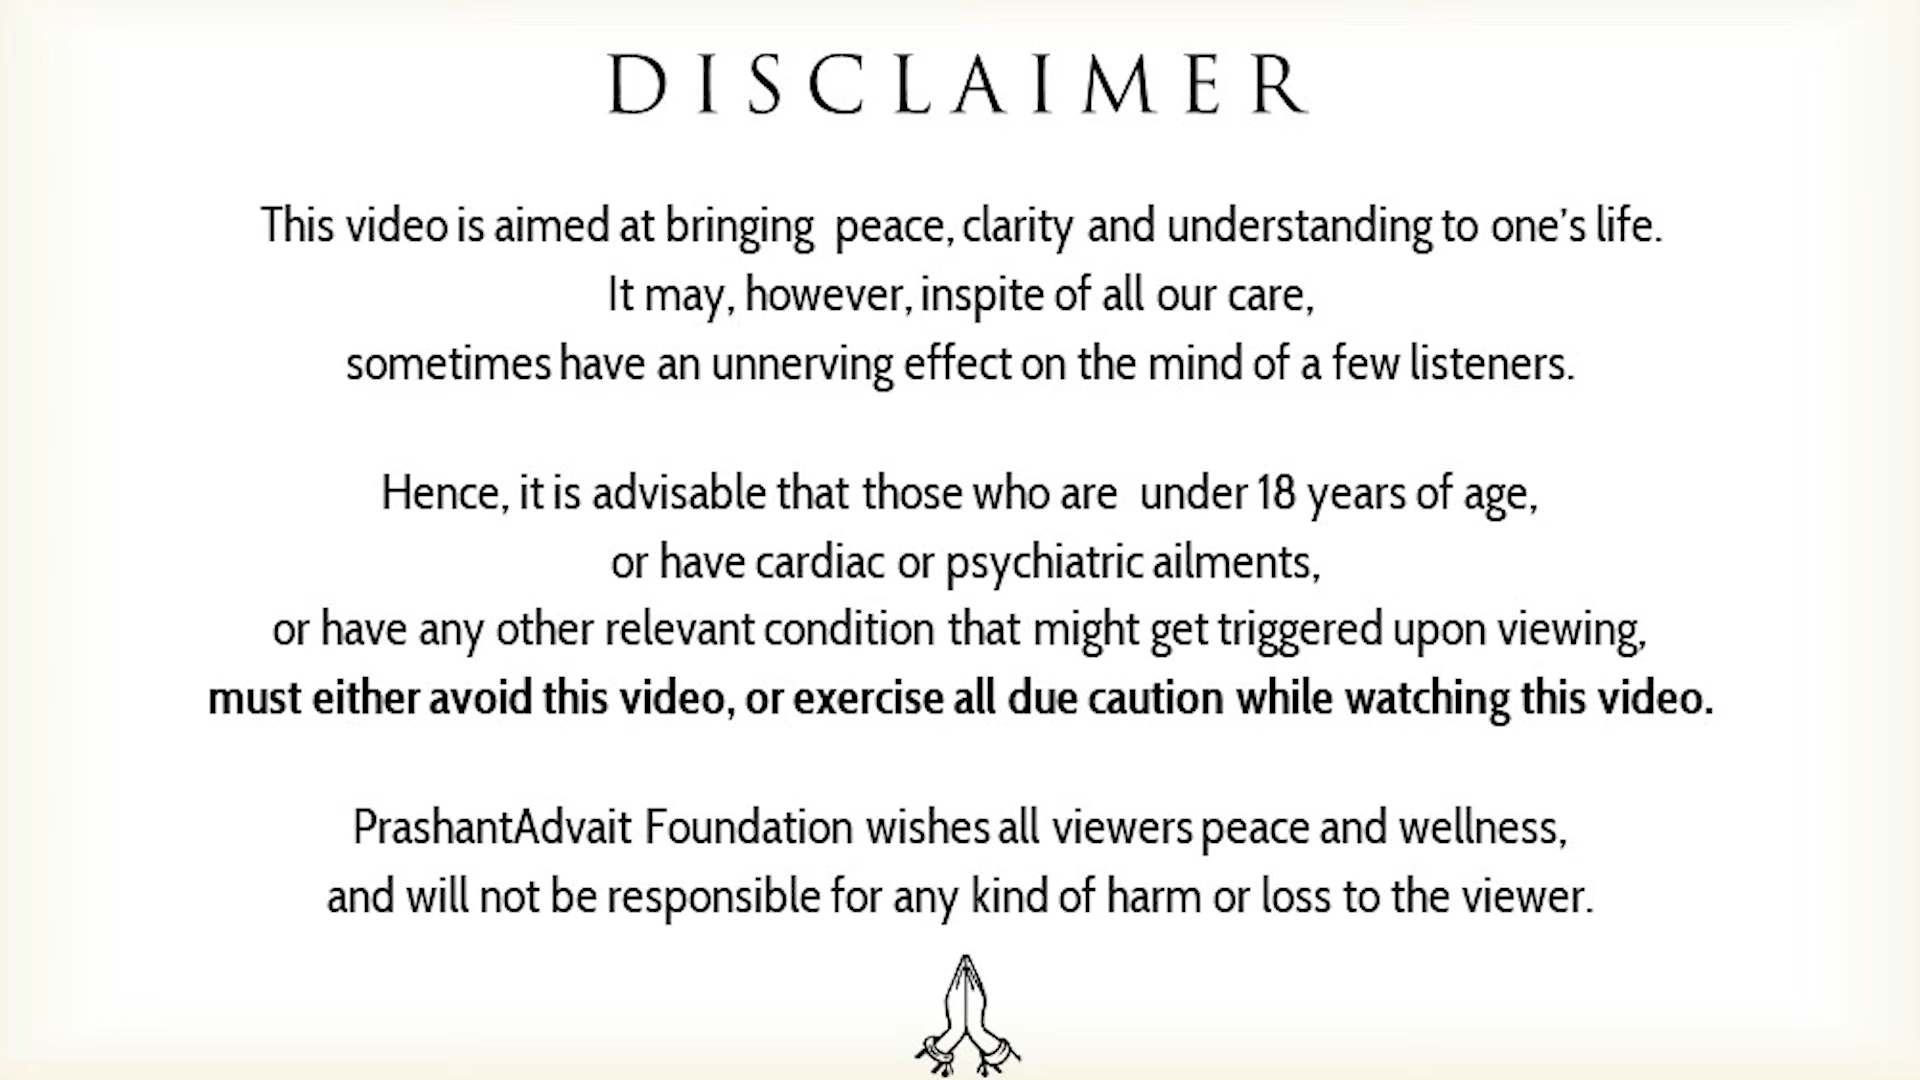 DISCLAIMER
This video is aimed at bringing peace, clarity and understanding to one's life.
It may, however, inspite of all our care,
sometimes have an unnerving effect on the mind of a few listeners.
Hence, it is advisable that those who are under 18 years of age,
or have cardiac or psychiatric ailments,
or have any other relevant condition that might get triggered upon viewing,
must either avoid this video, or exercise all due caution while watching this video.
PrashantAdvait Foundation wishes all viewers peace and wellness,
and will not be responsible for any kind of harm or loss to the viewer.